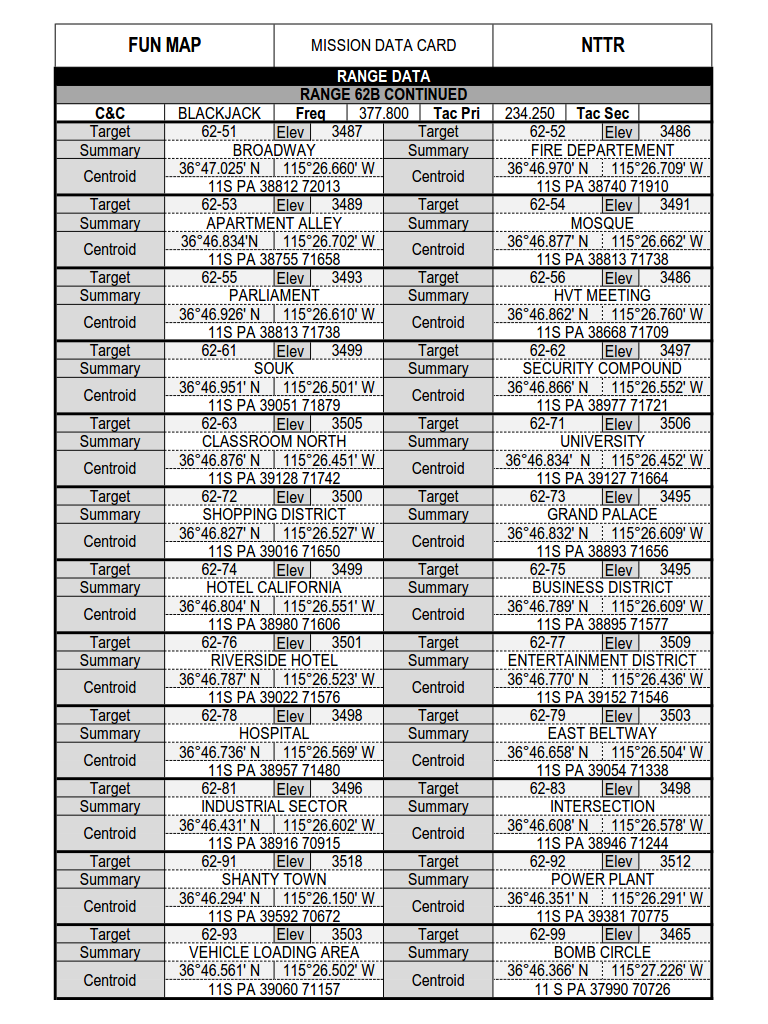 FUN MAP MISSION DATA CARD NTTR
RANGE DATA
RANGE 62B CONTINUED
C&C BLACKJACK Freq 377.800 Tac Pri 234.250 Tac Sec
Target 62-51 Elev 3487 Target 62-52 Elev 3486
Summary BROADWAY Summary FIRE DEPARTEMENT
Centroid 36°47.025' N 115°26.660' W Centroid 36°46.970' N 115°26.709' W
11S PA 38812 72013 11S PA 38740 71910
Target 62-53 Elev 3489 Target 62-54 Elev 3491
Summary APARTMENT ALLEY Summary MOSQUE
Centroid 36°46.834'N 115°26.702' W Centroid 36°46.877' N 115°26.662' W
11S PA 38755 71658 11S PA 38813 71738
Target 62-55 Elev 3493 Target 62-56 Elev 3486
Summary PARLIAMENT Summary HVT MEETING
Centroid 36°46.926' N 115°26.610' W Centroid 36°46.862' N 115°26.760' W
11S PA 38813 71738 11S PA 38668 71709
Target 62-61 Elev 3499 Target 62-62 Elev 3497
Summary SOUK Summary SECURITY COMPOUND
Centroid 36°46.951' N 115°26.501' W Centroid 36°46.866' N 115°26.552' W
11S PA 39051 71879 11S PA 38977 71721
Target 62-63 Elev 3505 Target 62-71 Elev 3506
Summary CLASSROOM NORTH Summary UNIVERSITY
Centroid 36°46.876' N 115°26.451' W Centroid 36°46.834' N 115°26.452' W
11S PA 39128 71742 11S PA 39127 71664
Target 62-72 Elev 3500 Target 62-73 Elev 3495
Summary SHOPPING DISTRICT Summary GRAND PALACE
Centroid 36°46.827' N 115°26.527' W Centroid 36°46.832' N 115°26.609' W
11S PA 39016 71650 11S PA 38893 71656
Target 62-74 Elev 3499 Target 62-75 Elev 3495
Summary HOTEL CALIFORNIA Summary BUSINESS DISTRICT
Centroid 36°46.804' N 115°26.551' W Centroid 36°46.789' N 115°26.609' W
11S PA 38980 71606 11S PA 38895 71577
Target 62-76 Elev 3501 Target 62-77 Elev 3509
Summary RIVERSIDE HOTEL Summary ENTERTAINMENT DISTRICT
Centroid 36°46.787' N 115°26.523' W Centroid 36°46.770' N 115°26.436' W
11S PA 39022 71576 11S PA 39152 71546
Target 62-78 Elev 3498 Target 62-79 Elev 3503
Summary HOSPITAL Summary EAST BELTWAY
Centroid 36°46.736' N 115°26.569' W Centroid 36°46.658' N 115°26.504' W
11S PA 38957 71480 11S PA 39054 71338
Target 62-81 Elev 3496 Target 62-83 Elev 3498
Summary INDUSTRIAL SECTOR Summary INTERSECTION
Centroid 36°46.431' N 115°26.602' W Centroid 36°46.608' N 115°26.578' W
11S PA 38916 70915 11S PA 38946 71244
Target 62-91 Elev 3518 Target 62-92 Elev 3512
Summary SHANTY TOWN Summary POWER PLANT
Centroid 36°46.294' N 115°26.150' W Centroid 36°46.351' N 115°26.291' W
11S PA 39592 70672 11S PA 39381 70775
Target 62-93 Elev 3503 Target 62-99 Elev 3465
Summary VEHICLE LOADING AREA Summary BOMB CIRCLE
Centroid 36°46.561' N 115°26.502' W Centroid 36°46.366' N 115°27.226' W
11S PA 39060 71157 11 S PA 37990 70726